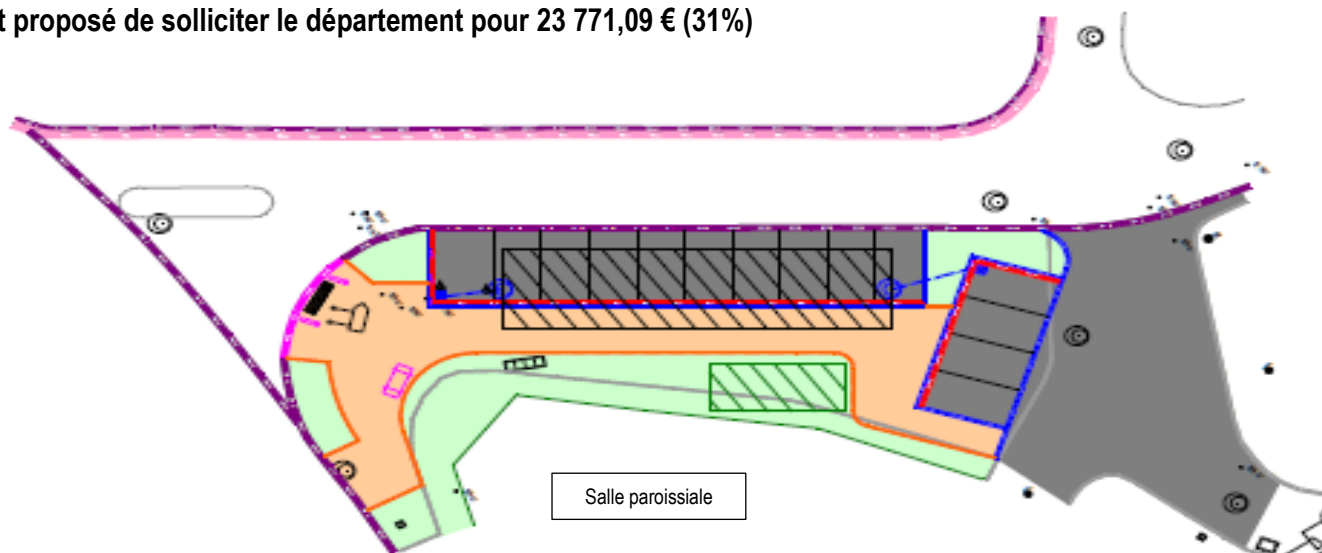 t proposé de solliciter le département pour 23 771,09 € (31%)
Salle paroissiale